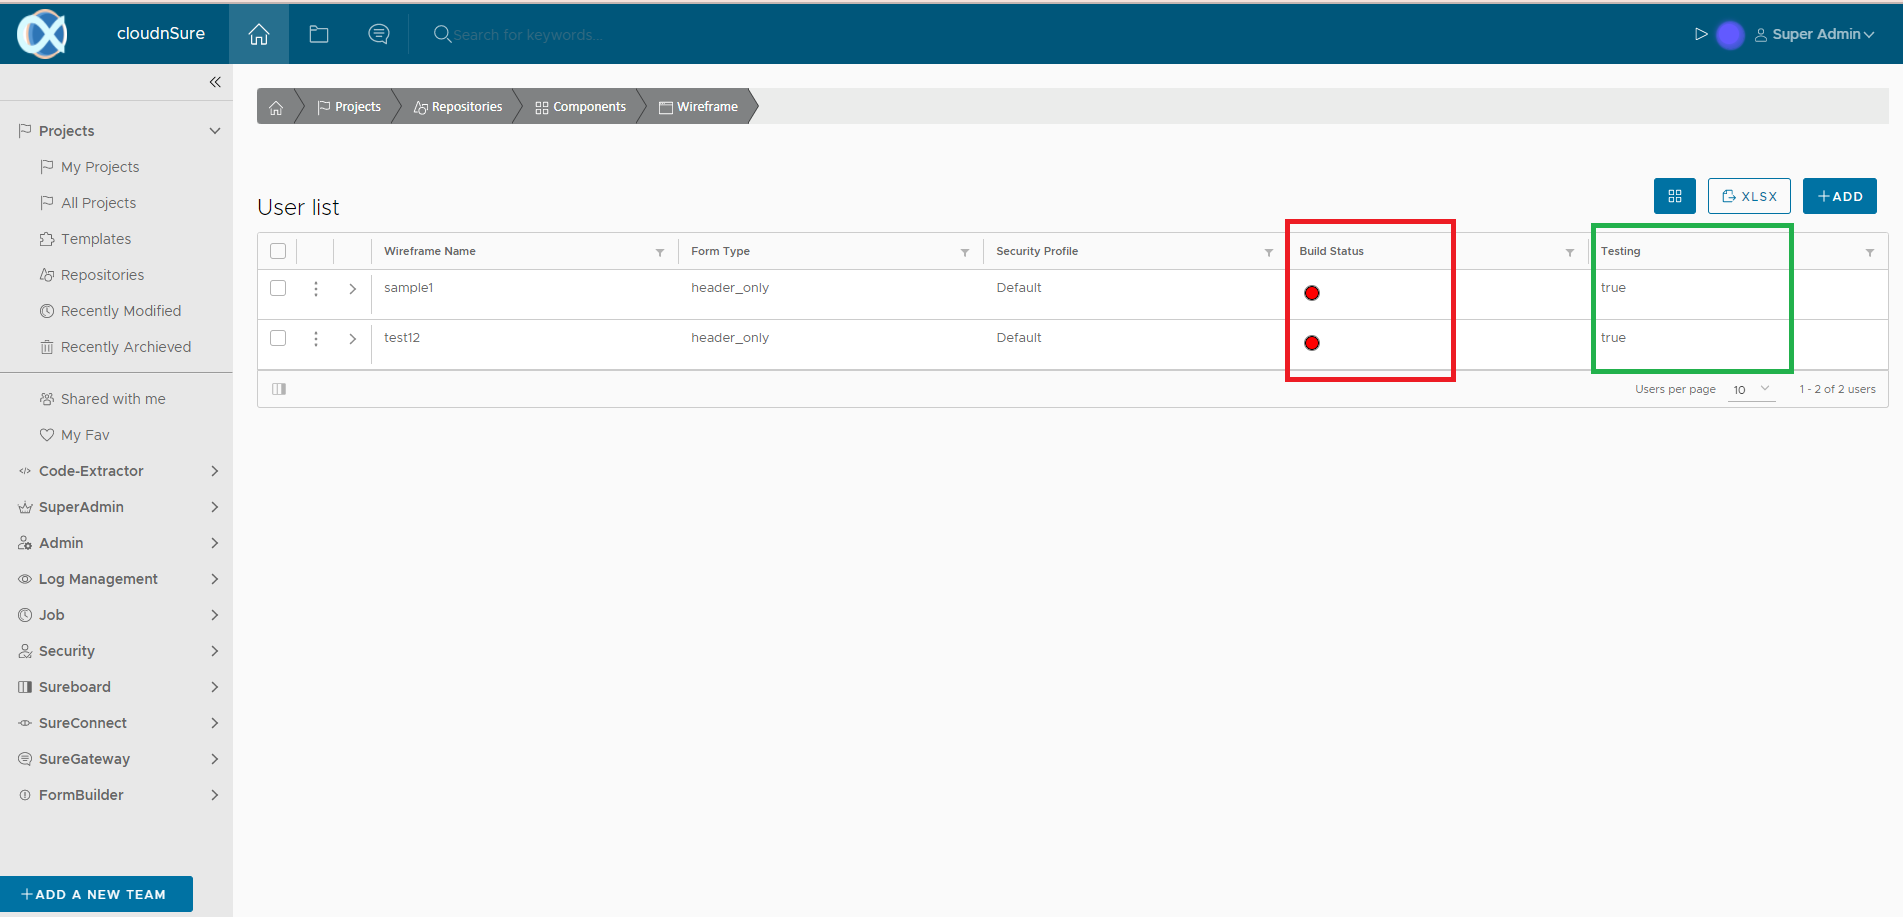 cloudnSure
Search for keywords...
Super Admin
Projects
My Projects
All Projects
Templates
Repositories
Recently Modified
Recently Archieved
Shared with me
My Fav
Code-Extractor
SuperAdmin
Admin
Log Management
Job
Security
Sureboard
SureConnect
SureGateway
FormBuilder
+ADD A NEW TEAM
Projects Repositories Components Wireframe
User list
XLSX +ADD
Wireframe Name Form Type Security Profile Build Status Testing
sample1 header_only Default true
test12 header_only Default true
Users per page 10 1 - 2 of 2 users